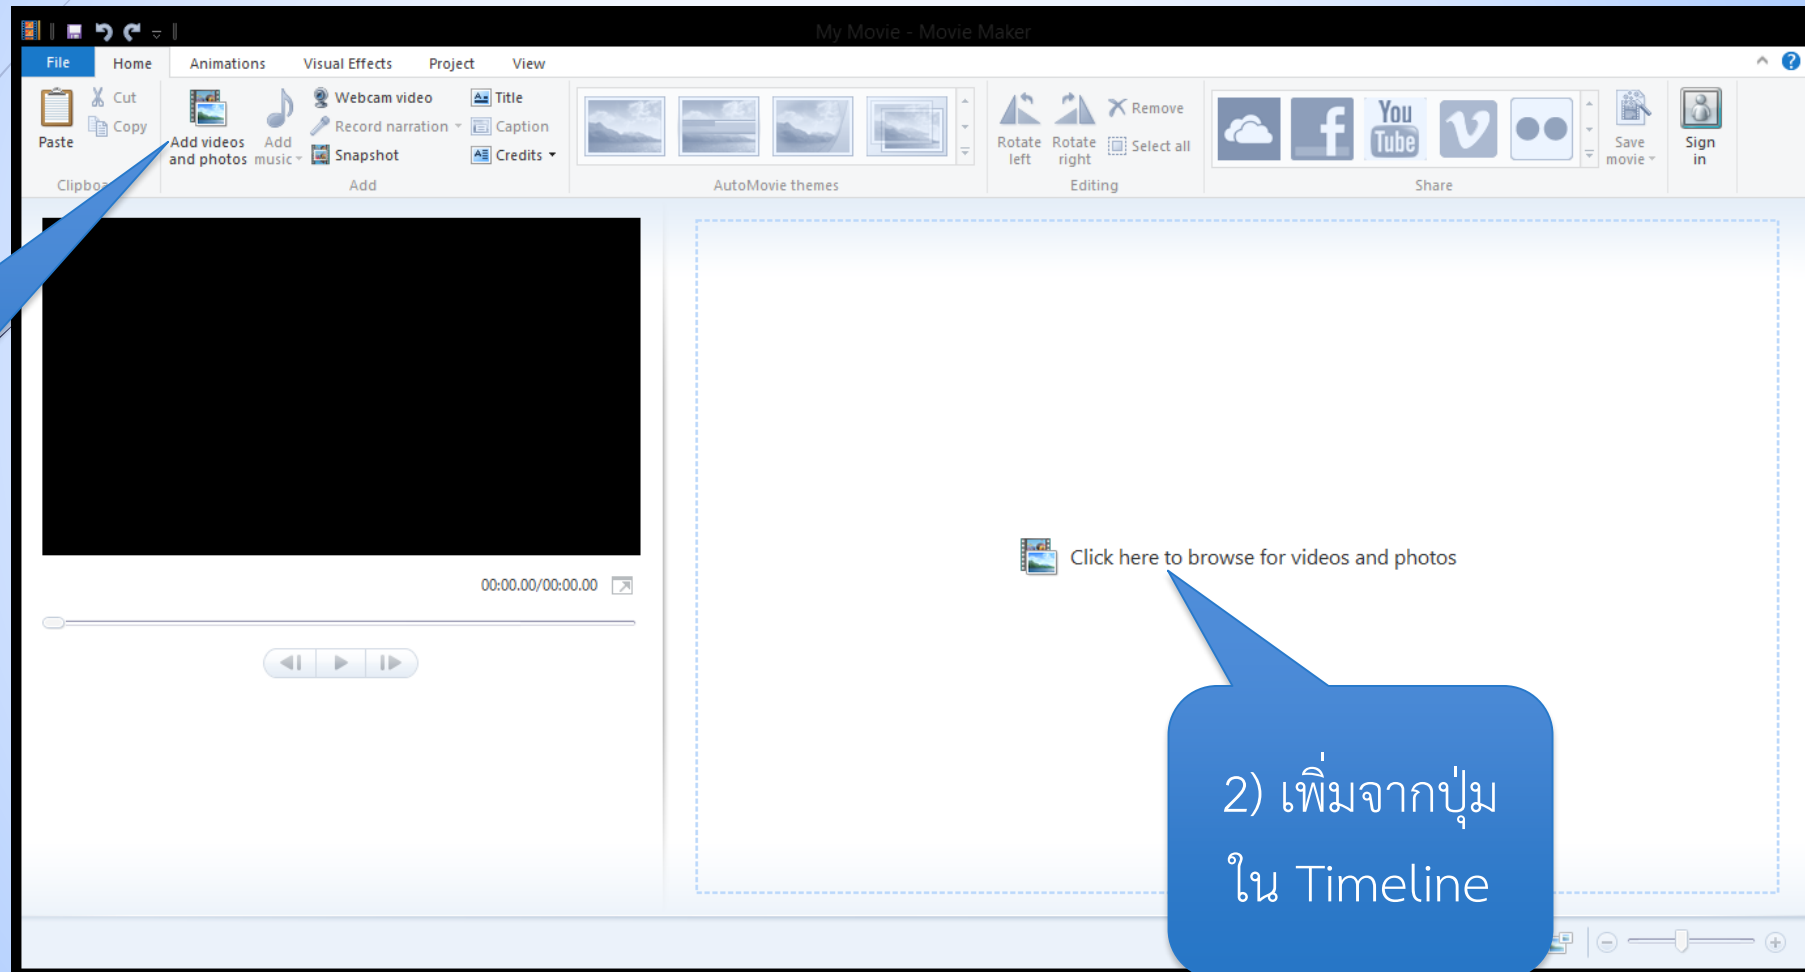 My Movie - Movie Maker
File Home Animations Visual Effects Project View
Paste
Cut
Copy
Clipbo
Add videos
and photos
Add
music
Webcam video
Record narration
Snapshot
Title
Caption
Credits
Add
AutoMovie themes
Rotate
left
Rotate
right
Remove
Select all
Editing
f
You
Tube
Save
movie
Share
Sign
in
00:00.00/00:00.00
Click here to browse for videos and photos
2) เพิ่มจากปุ่ม
ใน Timeline